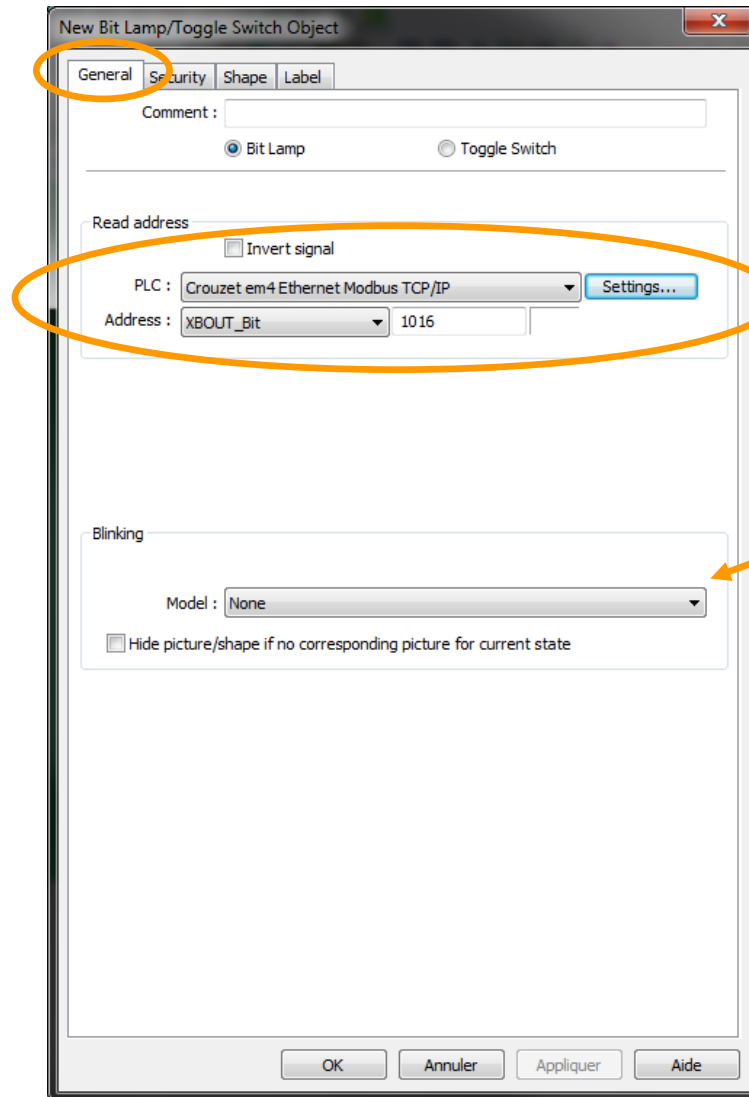 New Bit Lamp/Toggle Switch Object
General Security Shape Label
Comment :
Bit Lamp Toggle Switch
Read address
Invert signal
PLC : Crouzet em4 Ethernet Modbus TCP/IP Settings...
Address : XBOUT_Bit 1016
Blinking
Model : None
Hide picture/shape if no corresponding picture for current state
OK Annuler Appliquer Aide